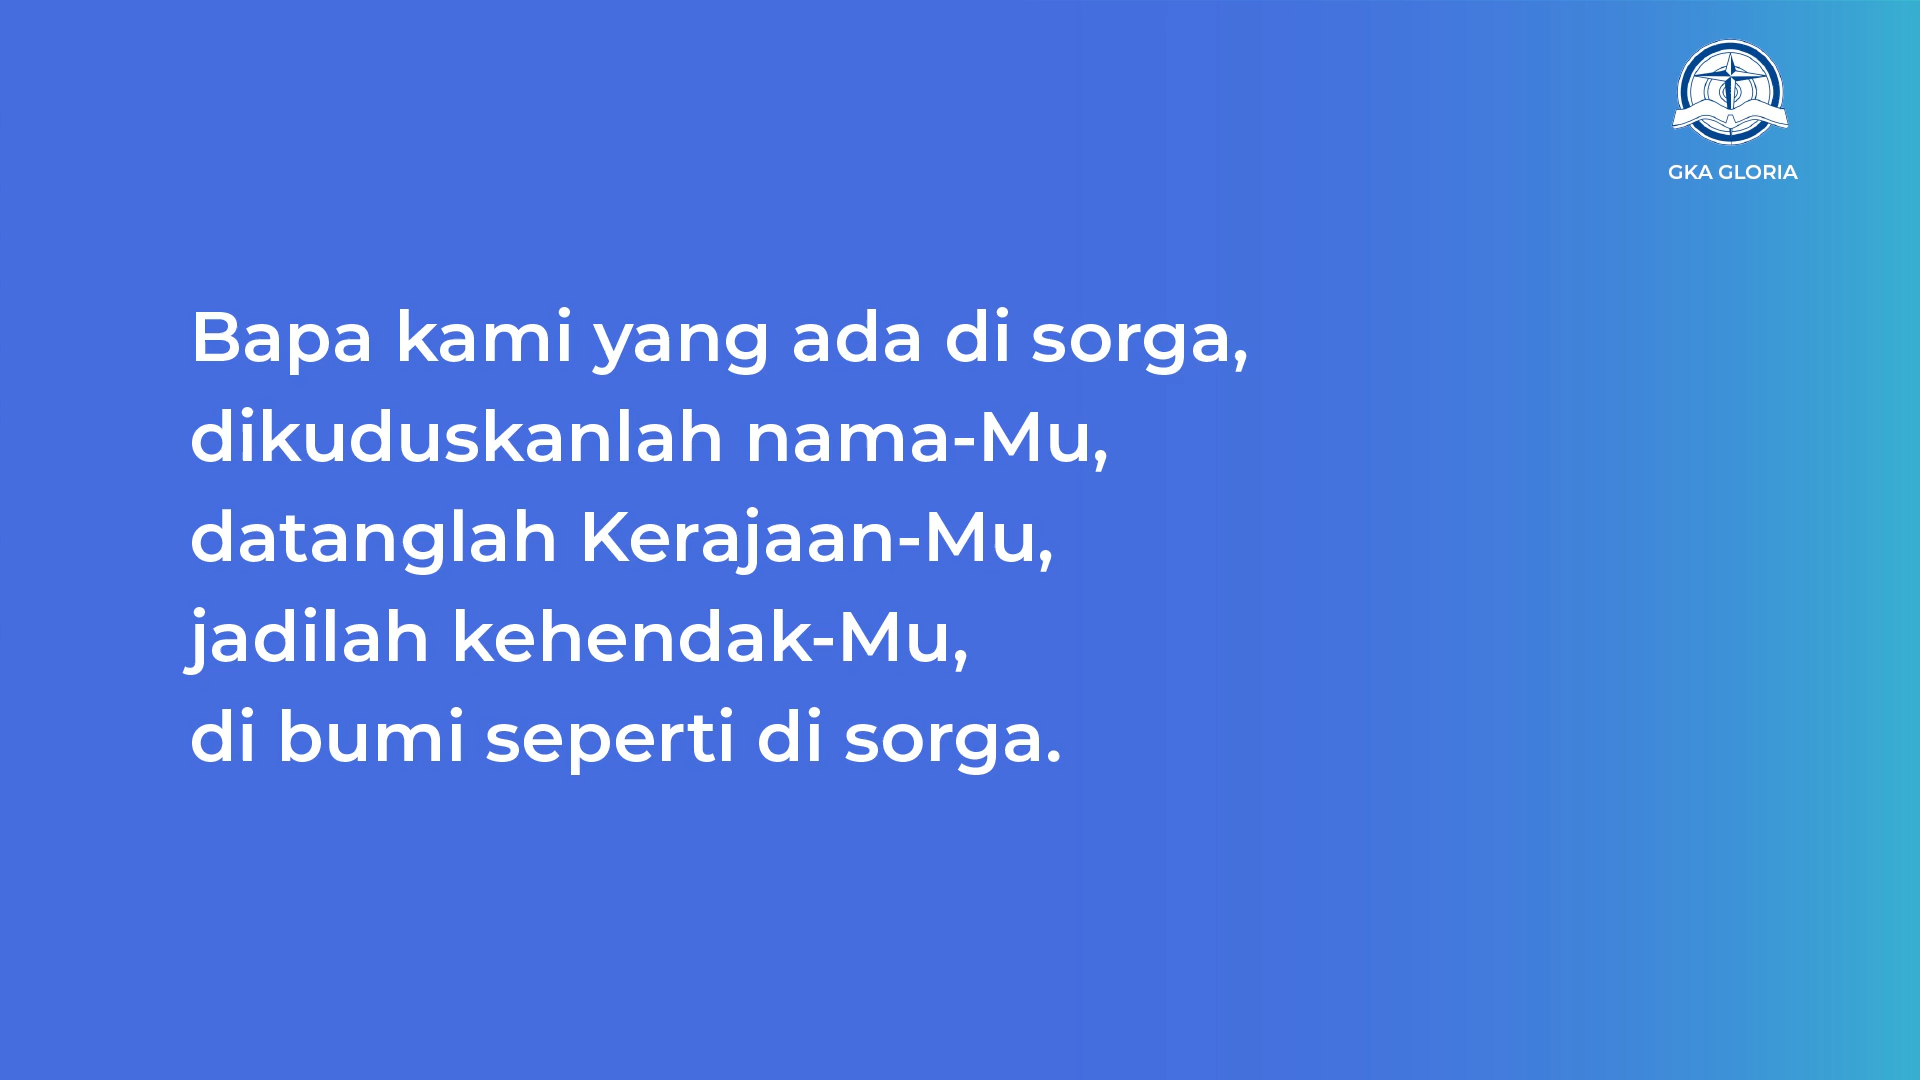 GKA GLORIA
Bapa kami yang ada di sorga,
dikuduskanlah nama-Mu,
datanglah Kerajaan-Mu,
jadilah kehendak-Mu,
di bumi seperti di sorga.